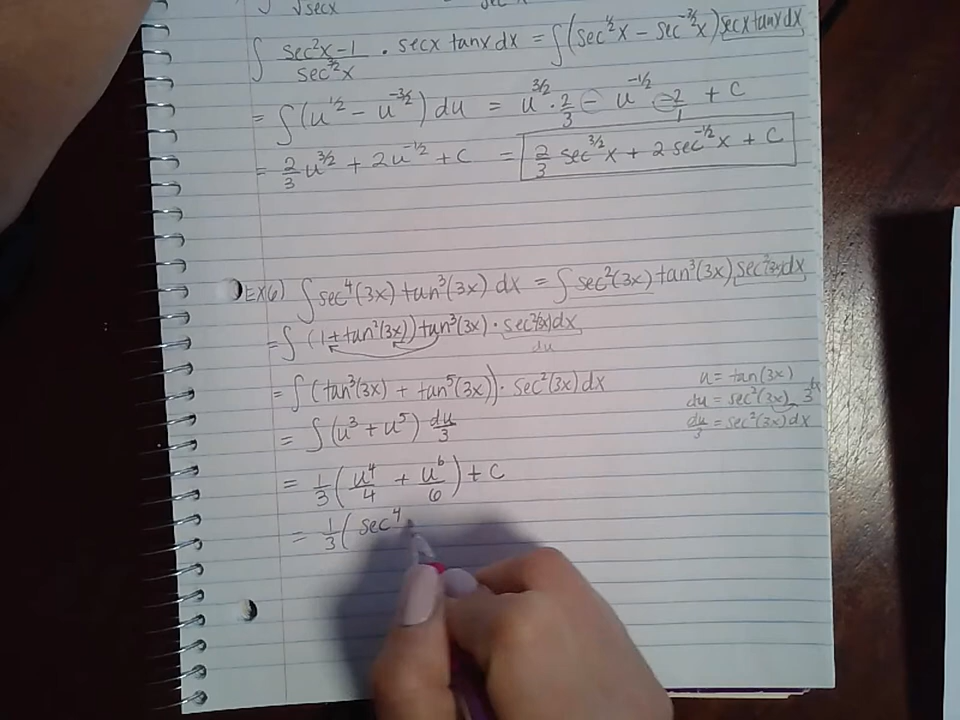 ∫ √secx sec
∫ (sec²x-1)/(sec^(3/2)x) · secx tanx dx = ∫(sec^(1/2)x - sec^(-3/2)x) secx tanx dx
= ∫(u^(1/2) - u^(-3/2)) du = u^(3/2) · 2/3 - u^(-1/2) · -2/1 + C
= 2/3 u^(3/2) + 2u^(-1/2) + C = 2/3 sec^(3/2)x + 2 sec^(-1/2)x + C
EX6) ∫ sec⁴(3x) tan³(3x) dx = ∫ sec²(3x) tan³(3x) sec²(3x)dx
= ∫ (1 + tan²(3x)) tan³(3x) · sec²(3x)dx
du
= ∫ (tan³(3x) + tan⁵(3x)) · sec²(3x)dx
= ∫ (u³ + u⁵) du/3
= 1/3 (u⁴/4 + u⁶/6) + C
= 1/3 ( sec⁴
u = tan(3x)
du = sec²(3x) · 3 dx
du/3 = sec²(3x) dx